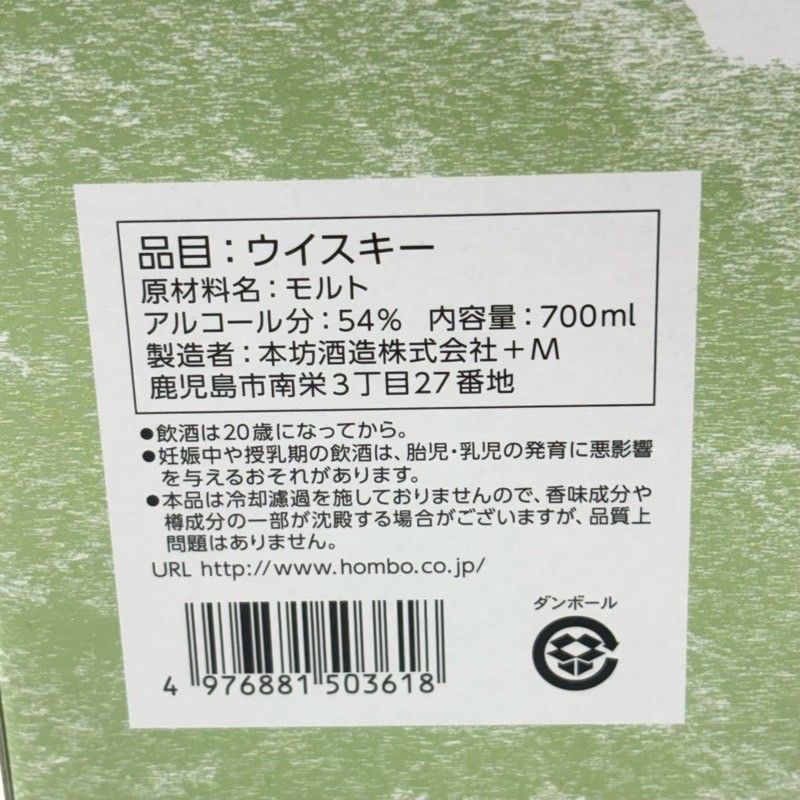 品目：ウイスキー
原材料名：モルト
アルコール分：54%　内容量：700ml
製造者：本坊酒造株式会社＋M
鹿児島市南栄3丁目27番地
●飲酒は20歳になってから。
●妊娠中や授乳期の飲酒は、胎児・乳児の発育に悪影響
を与えるおそれがあります。
●本品は冷却濾過を施しておりませんので、香味成分や
樽成分の一部が沈殿する場合がございますが、品質上
問題はありません。
URL http://www.hombo.co.jp/
ダンボール
4 976881 503618